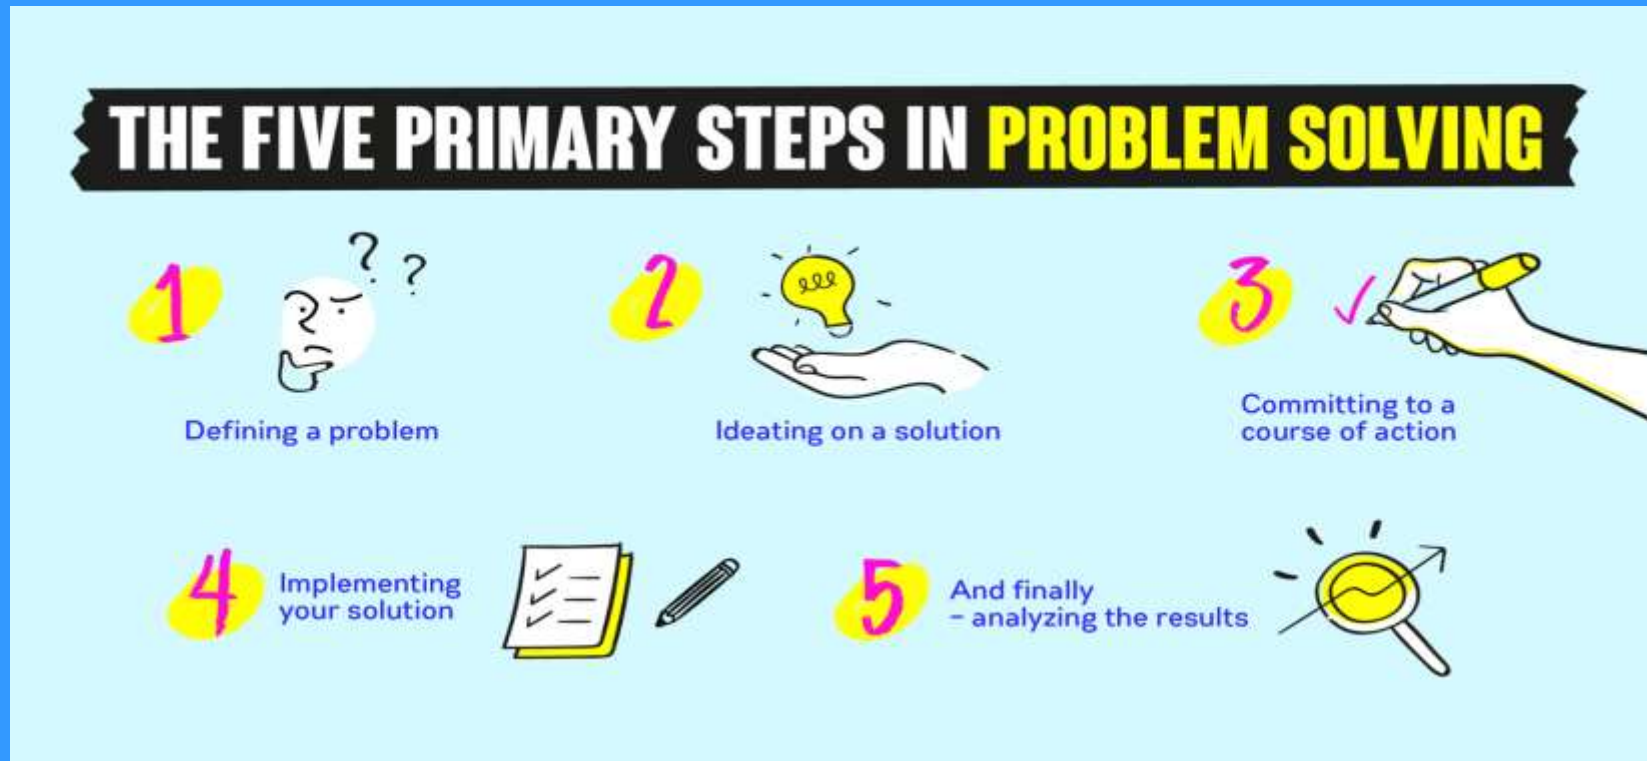 THE FIVE PRIMARY STEPS IN PROBLEM SOLVING
1
Defining a problem
2
Ideating on a solution
3
Committing to a
course of action
4
Implementing
your solution
5
And finally
– analyzing the results